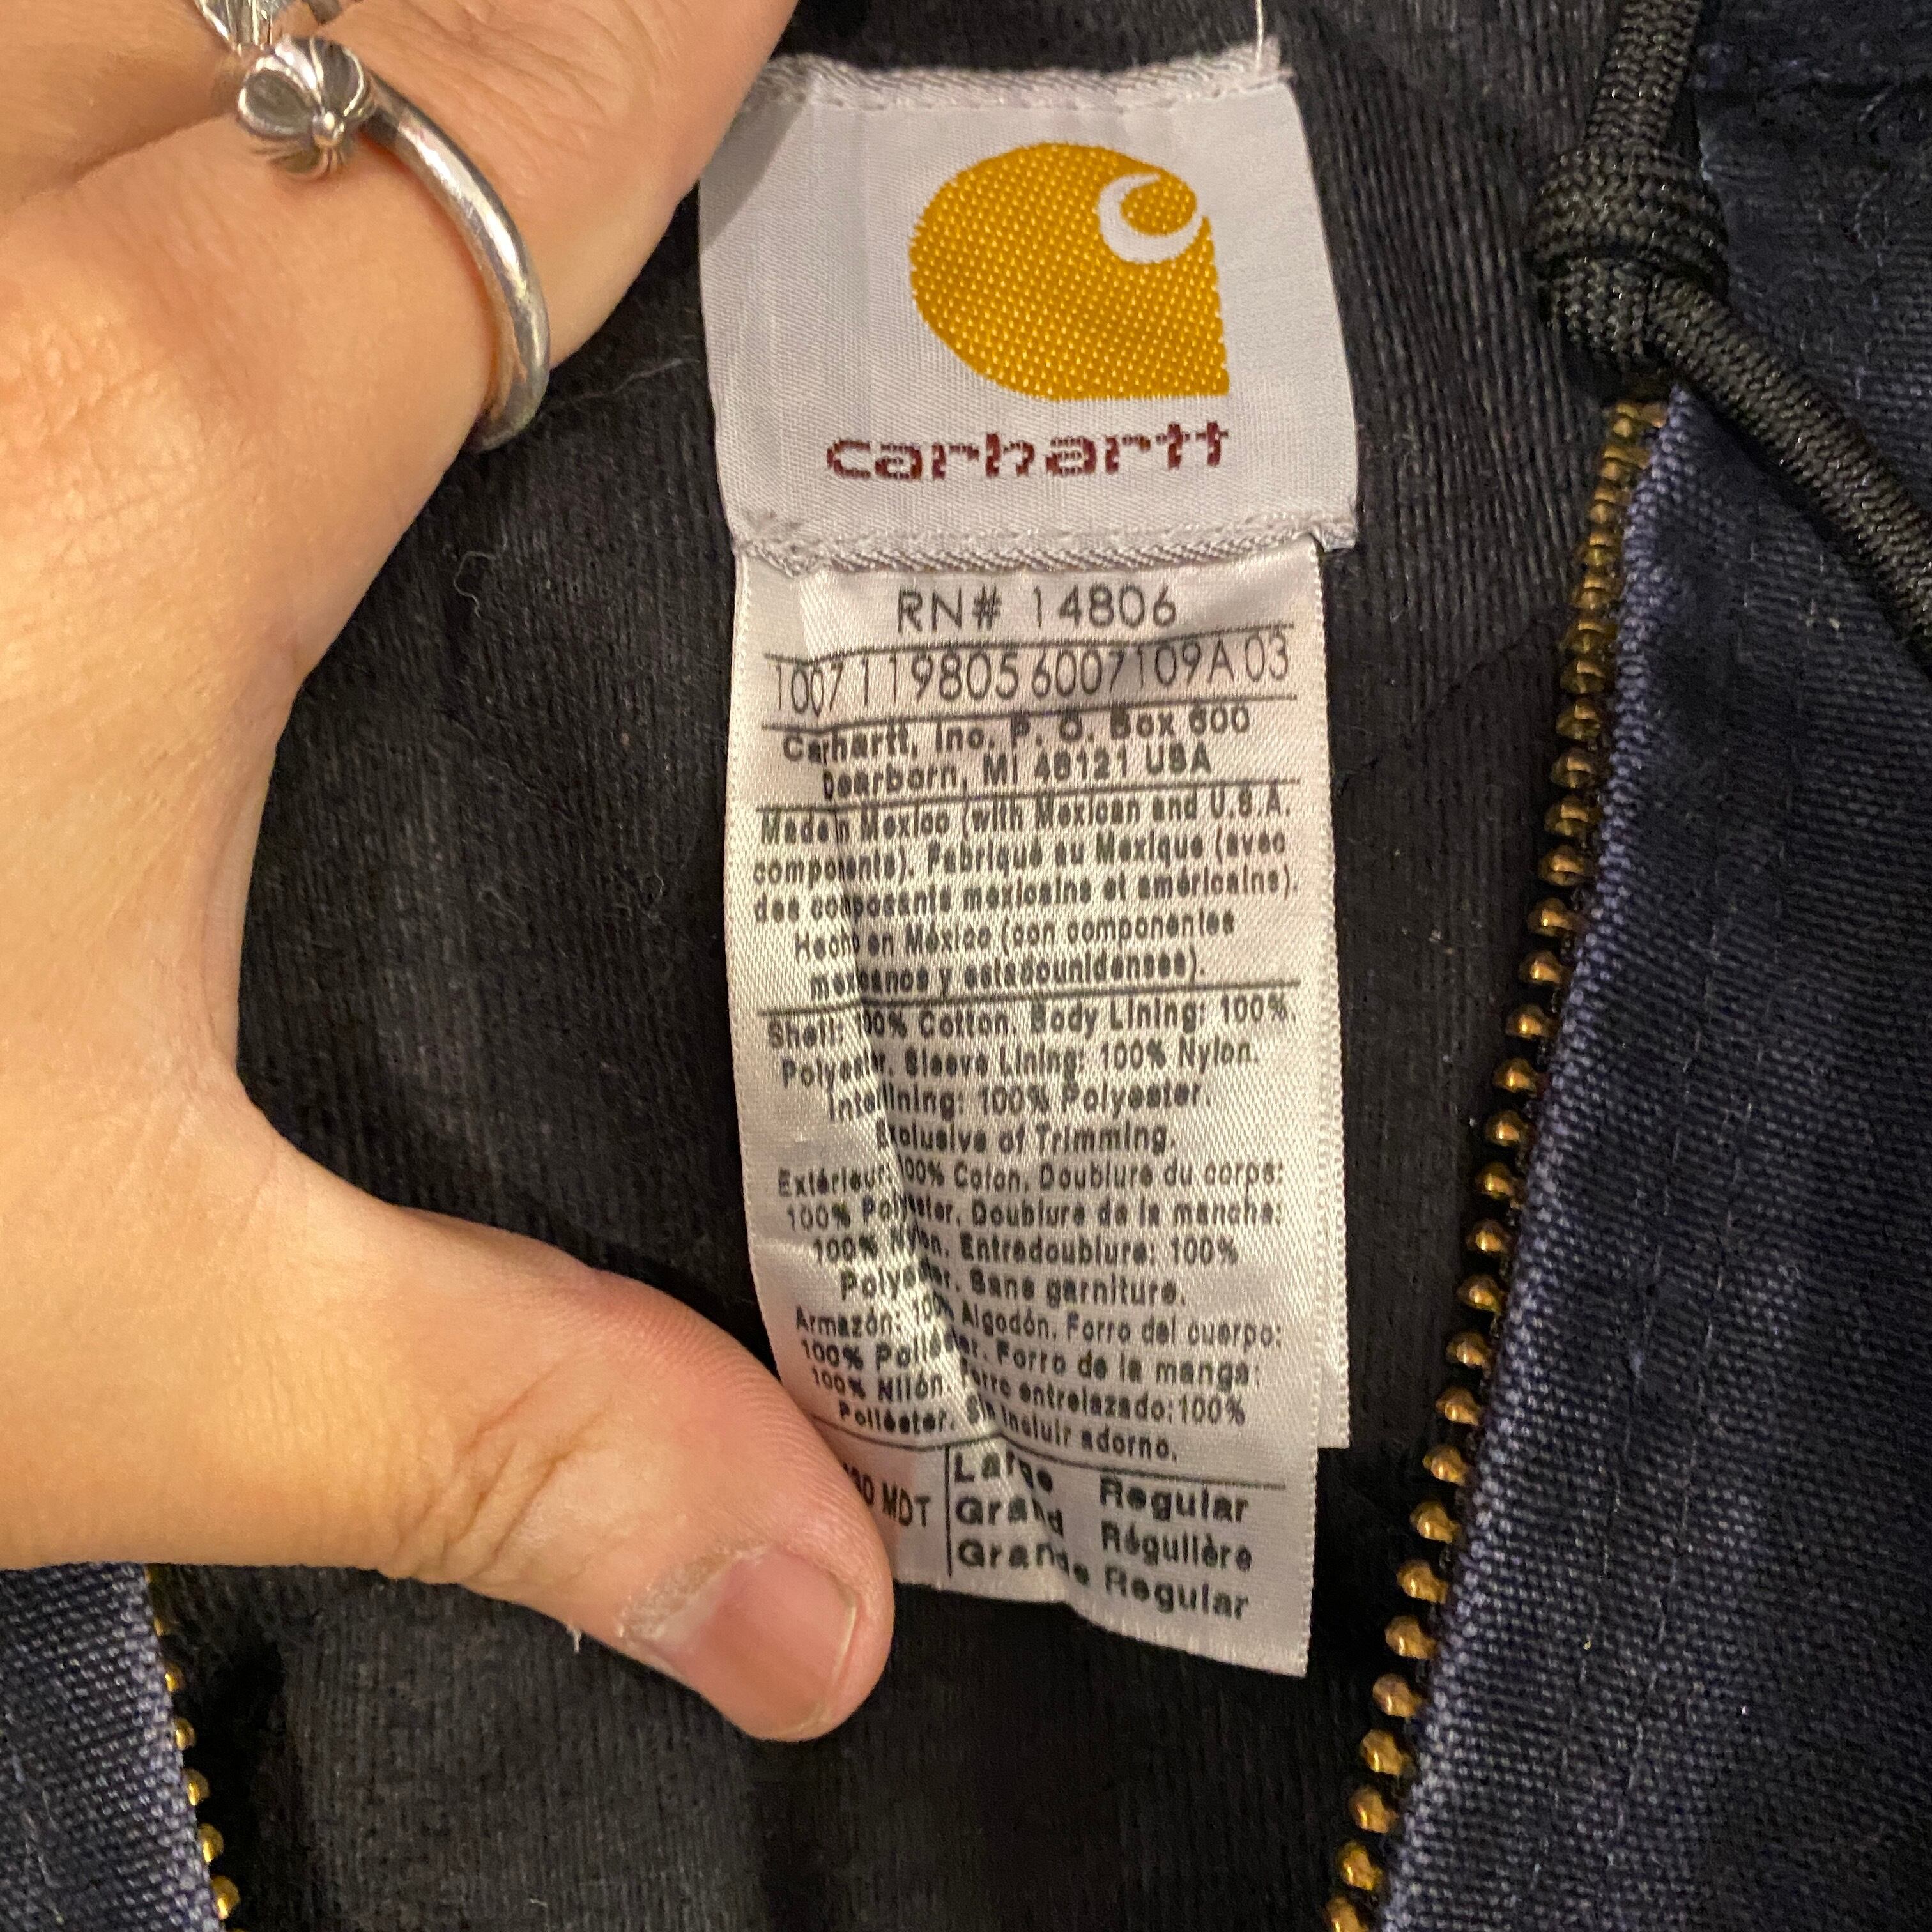 carhartt
RN# 14806
1007119805 6007109A 03
Carhartt, Inc. P. O. Box 600
Dearborn, MI 48121 USA
Made in Mexico (with Mexican and U.S.A.
components). Fabriqué au Mexique (avec
des composants mexicains et américains).
Hecho en México (con componentes
mexicanos y estadounidenses).
Shell: 100% Cotton. Body Lining: 100%
Polyester. Sleeve Lining: 100% Nylon.
Interlining: 100% Polyester.
Exclusive of Trimming.
Extérieur: 100% Coton. Doublure du corps:
100% Polyester. Doublure de la manche:
100% Nylon. Entredoublure: 100%
Polyester. Sans garniture.
Armazón: 100% Algodón. Forro del cuerpo:
100% Poliéster. Forro de la manga:
100% Nilón. Forro entrelazado:100%
Poliéster. Sin incluir adorno.
MDT
Large Regular
Grand Régulière
Grande Regular